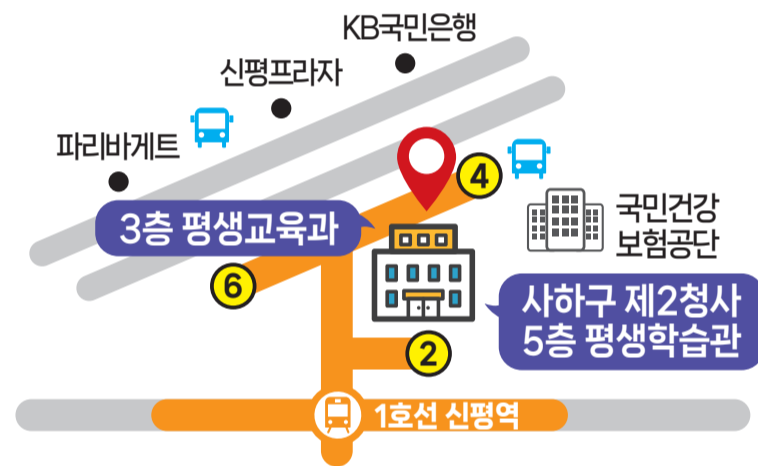 KB국민은행
신평프라자
파리바게트
4
3층 평생교육과
국민건강
보험공단
6
사하구 제2청사
5층 평생학습관
2
1호선 신평역